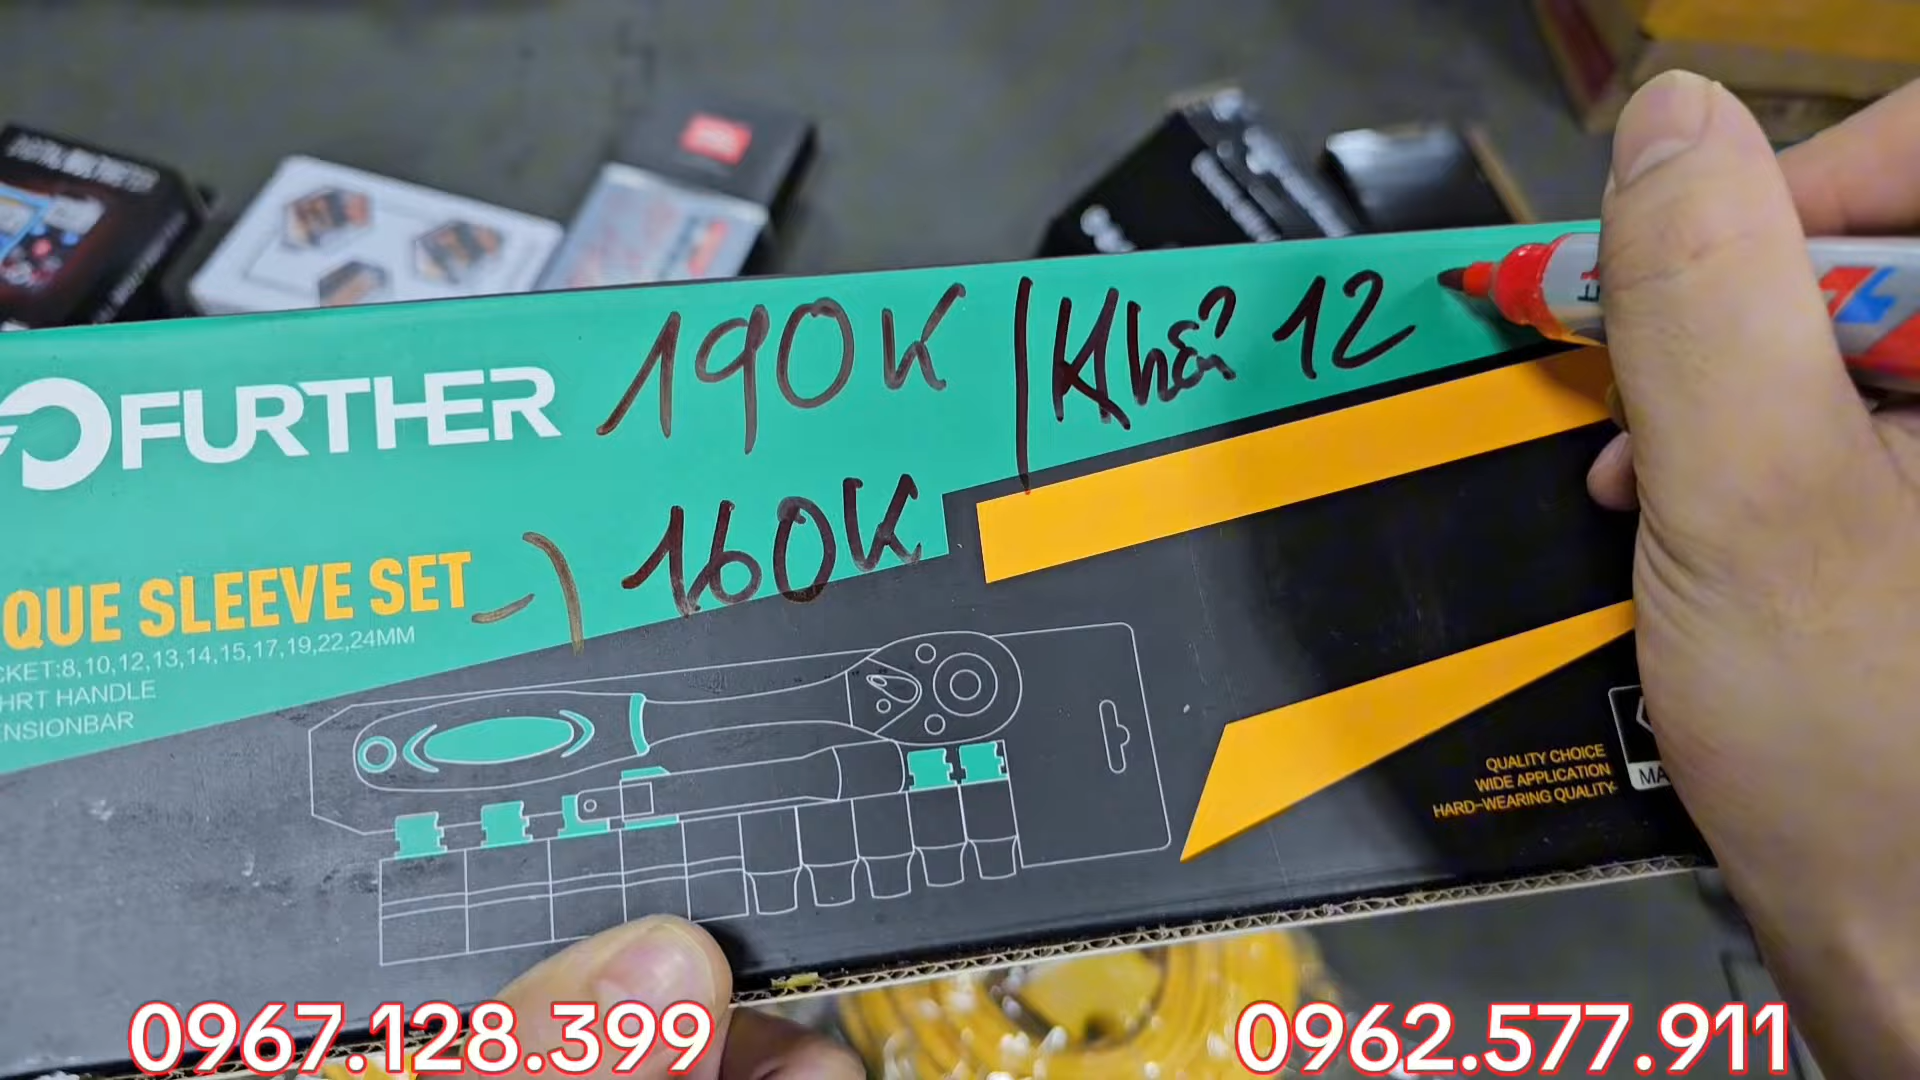 FURTHER
190K | Khẩu 12
-) 160K
QUE SLEEVE SET
CKET:8,10,12,13,14,15,17,19,22,24MM
HRT HANDLE
ENSIONBAR
QUALITY CHOICE
WIDE APPLICATION
HARD-WEARING QUALITY
MA
0967.128.399
0962.577.911